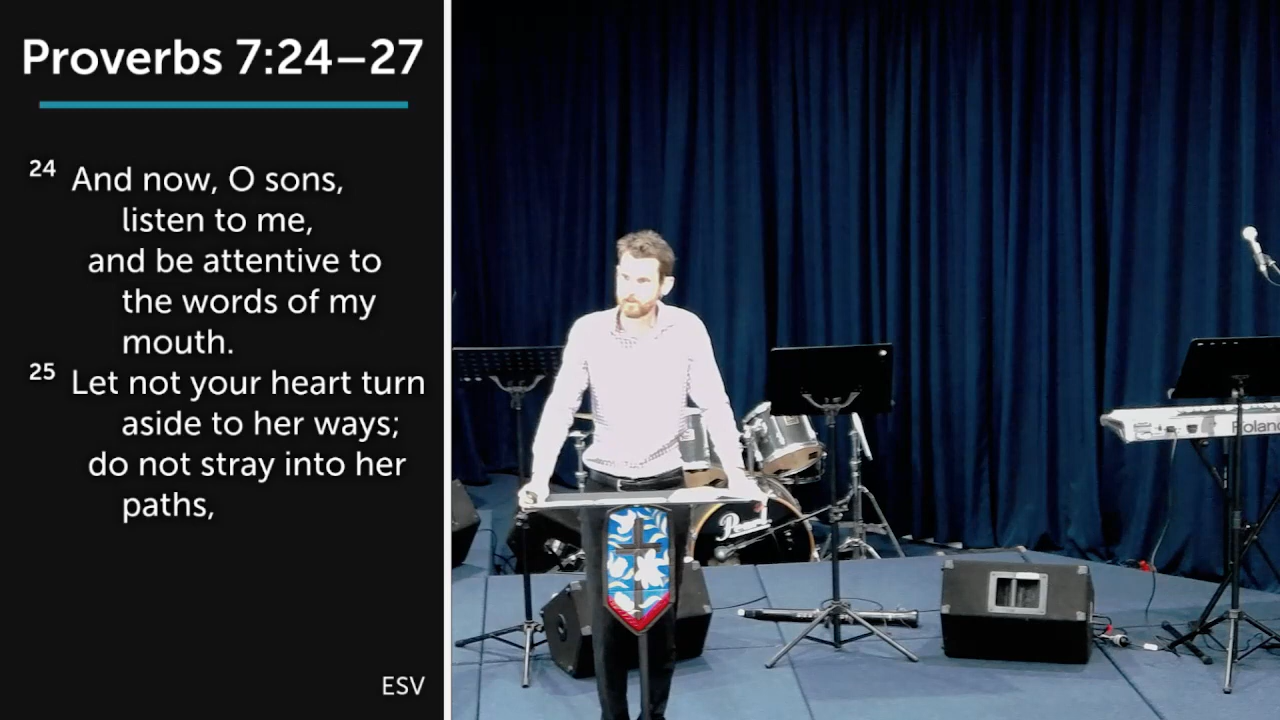 Proverbs 7:24–27
24 And now, O sons,
listen to me,
and be attentive to
the words of my
mouth.
25 Let not your heart turn
aside to her ways;
do not stray into her
paths,
ESV
Pearl
Roland